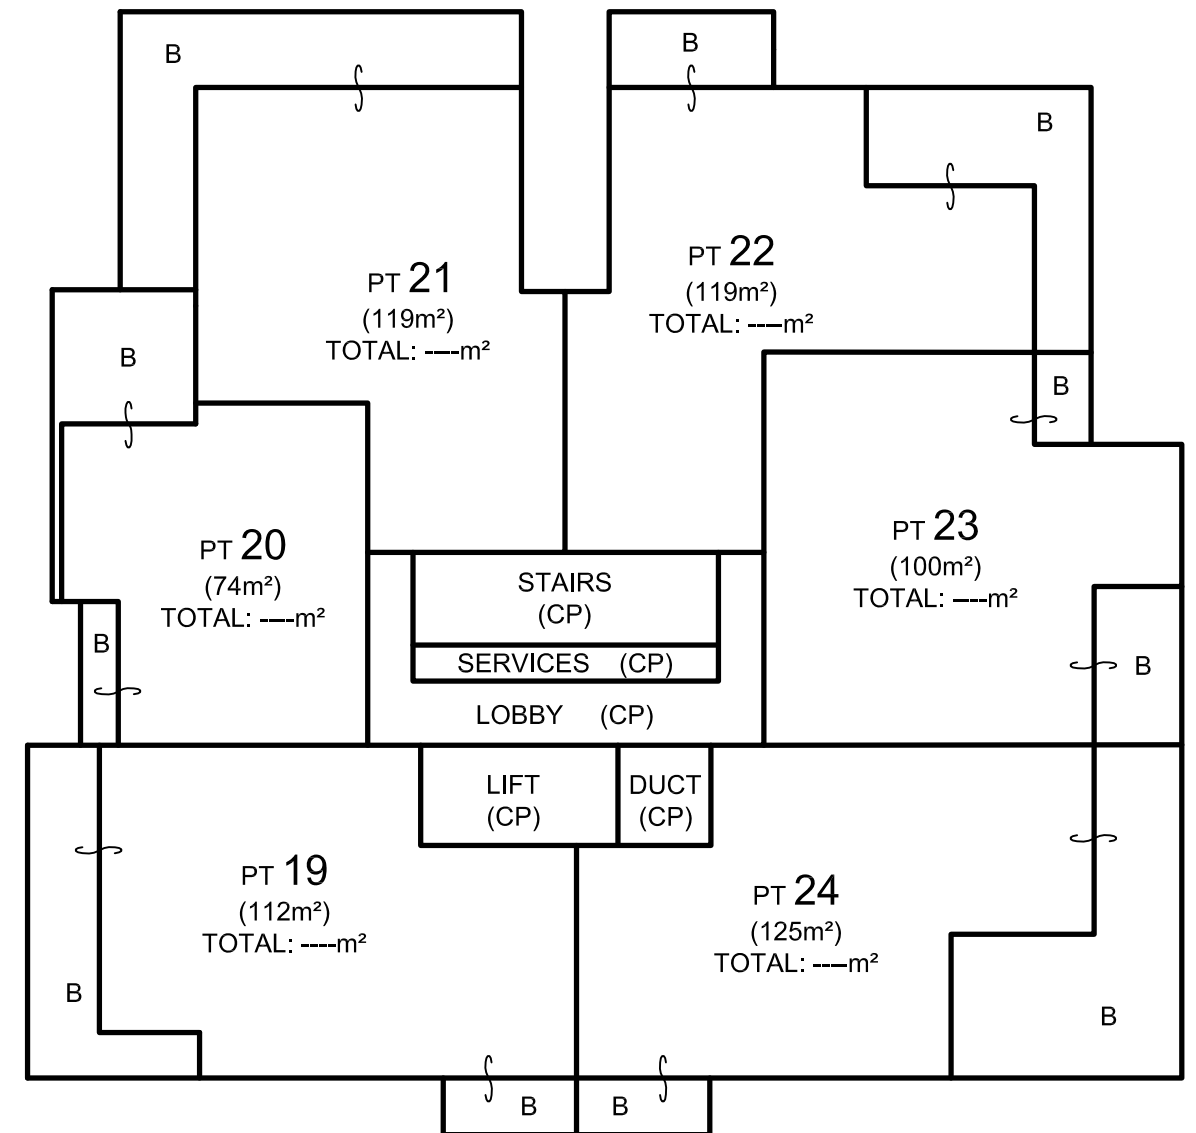 B
B
B
PT 21
(119m²)
TOTAL: ----m²
PT 22
(119m²)
TOTAL: ----m²
B
B
PT 20
(74m²)
TOTAL: ----m²
PT 23
(100m²)
TOTAL: ----m²
STAIRS
(CP)
SERVICES (CP)
LOBBY (CP)
B
B
LIFT
(CP)
DUCT
(CP)
PT 19
(112m²)
TOTAL: ----m²
PT 24
(125m²)
TOTAL: ----m²
B
B
B
B